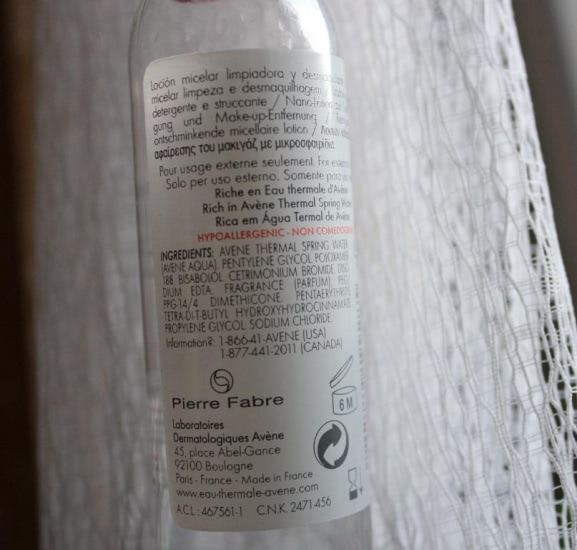 Loción micelar limpiadora y
micelar limpeza e desmaquilhagem
detergente e struccante /
gung und Make-up-Entfernung /
ontschminkende micellaire lotion /
αφαίρεσης του μακιγιάζ με μικροσφαιρίδια.
Pour usage externe seulement. For
Solo per uso esterno. Somente para
Riche en Eau thermale d'Avène
Rich in Avène Thermal Spring
Rica em Água Termal de Avène
HYPOALLERGENIC - NON
INGREDIENTS: AVENE THERMAL SPRING WATER
(AVENE AQUA). PENTYLENE GLYCOL. POLOXAMER
188. BISABOLOL. CETRIMONIUM BROMIDE. DISO-
DIUM EDTA. FRAGRANCE (PARFUM). PEG/
PPG-14/4 DIMETHICONE. PENTAERYTHRITYL
TETRA-DI-T-BUTYL HYDROXYHYDROCINNAMATE.
PROPYLENE GLYCOL. SODIUM CHLORIDE.
Information?: 1-866-41-AVENE (USA)
1-877-441-2011 (CANADA)
Pierre Fabre
6 M
Laboratoires
Dermatologiques Avène
45, place Abel-Gance
92100 Boulogne
Paris - France - Made in France
www.eau-thermale-avene.com
A.C.L: 467561-1 C.N.K. 2471-456